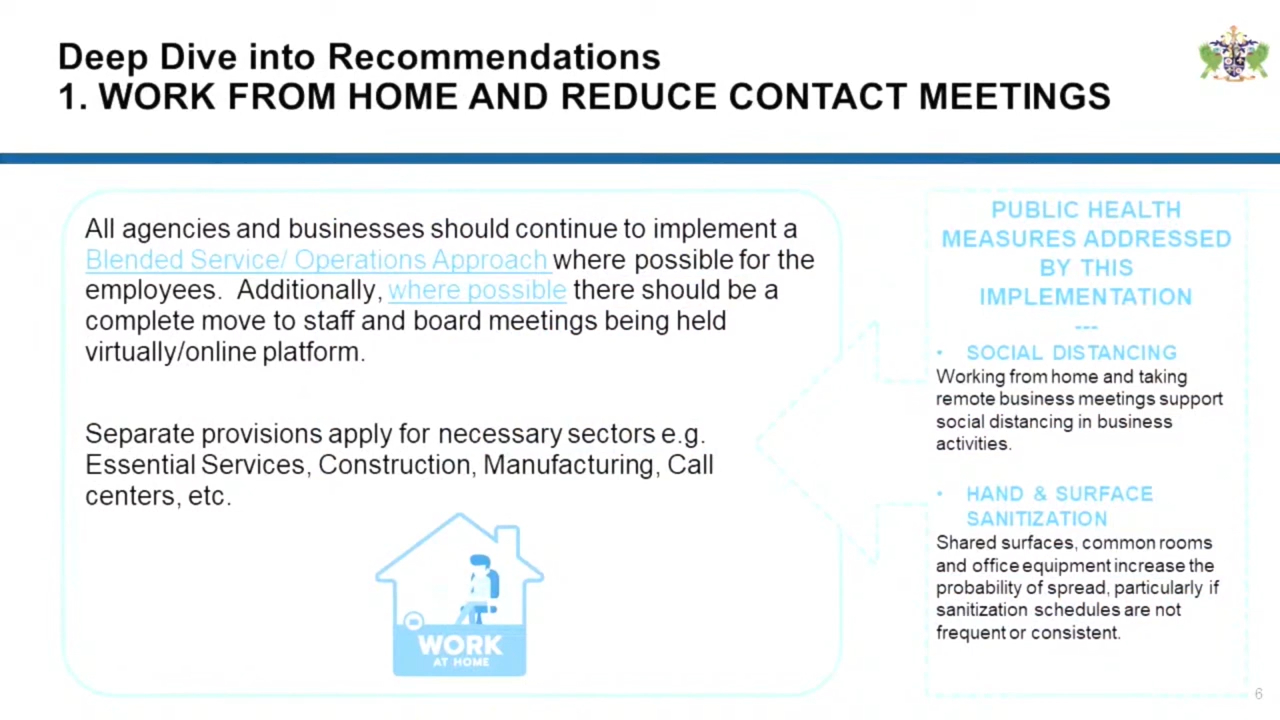 Deep Dive into Recommendations
1. WORK FROM HOME AND REDUCE CONTACT MEETINGS
All agencies and businesses should continue to implement a
Blended Service/ Operations Approach where possible for the
employees. Additionally, where possible there should be a
complete move to staff and board meetings being held
virtually/online platform.
Separate provisions apply for necessary sectors e.g.
Essential Services, Construction, Manufacturing, Call
centers, etc.
WORK
AT HOME
PUBLIC HEALTH
MEASURES ADDRESSED
BY THIS
IMPLEMENTATION
---
• SOCIAL DISTANCING
Working from home and taking
remote business meetings support
social distancing in business
activities.
• HAND & SURFACE
SANITIZATION
Shared surfaces, common rooms
and office equipment increase the
probability of spread, particularly if
sanitization schedules are not
frequent or consistent.
6